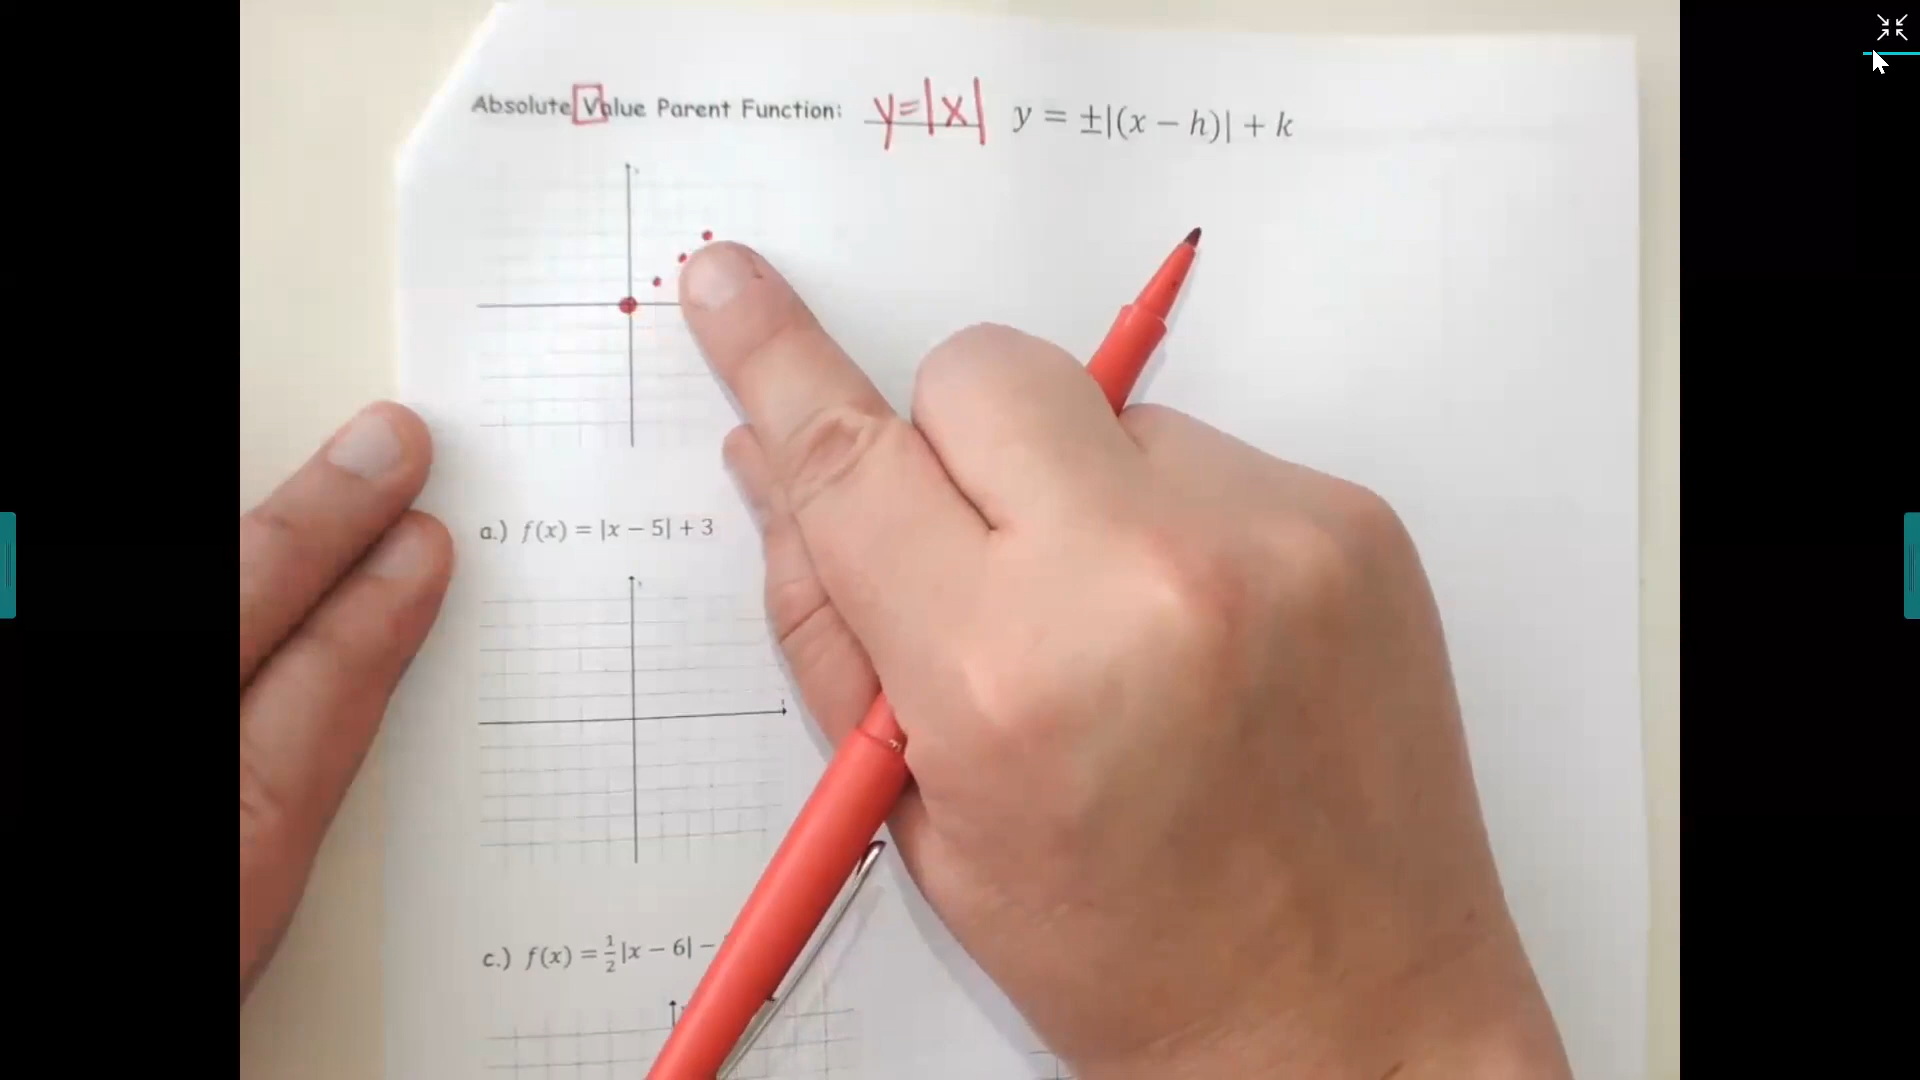 Absolute Value Parent Function: y=|x| y = ±|(x − h)| + k
a.) f(x) = |x − 5| + 3
c.) f(x) = 1/2|x − 6| −